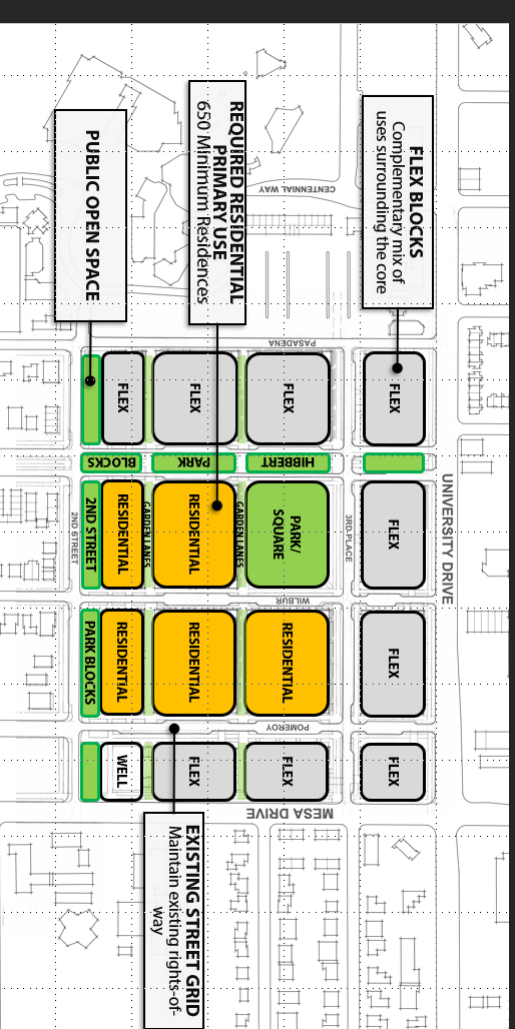 UNIVERSITY DRIVE
FLEX BLOCKS
Complementary mix of
uses surrounding the core
FLEX
FLEX
FLEX
FLEX
3RD PLACE
CENTENNIAL WAY
PASADENA
HIBBERT
WILBUR
POMEROY
MESA DRIVE
FLEX
PARK/
SQUARE
RESIDENTIAL
FLEX
REQUIRED RESIDENTIAL
PRIMARY USE
650 Minimum Residences
GARDEN LANES
FLEX
PARK
RESIDENTIAL
RESIDENTIAL
FLEX
EXISTING STREET GRID
Maintain existing rights-of-
way
GARDEN LANES
FLEX
BLOCKS
RESIDENTIAL
RESIDENTIAL
WELL
PUBLIC OPEN SPACE
2ND STREET
PARK BLOCKS
2ND STREET